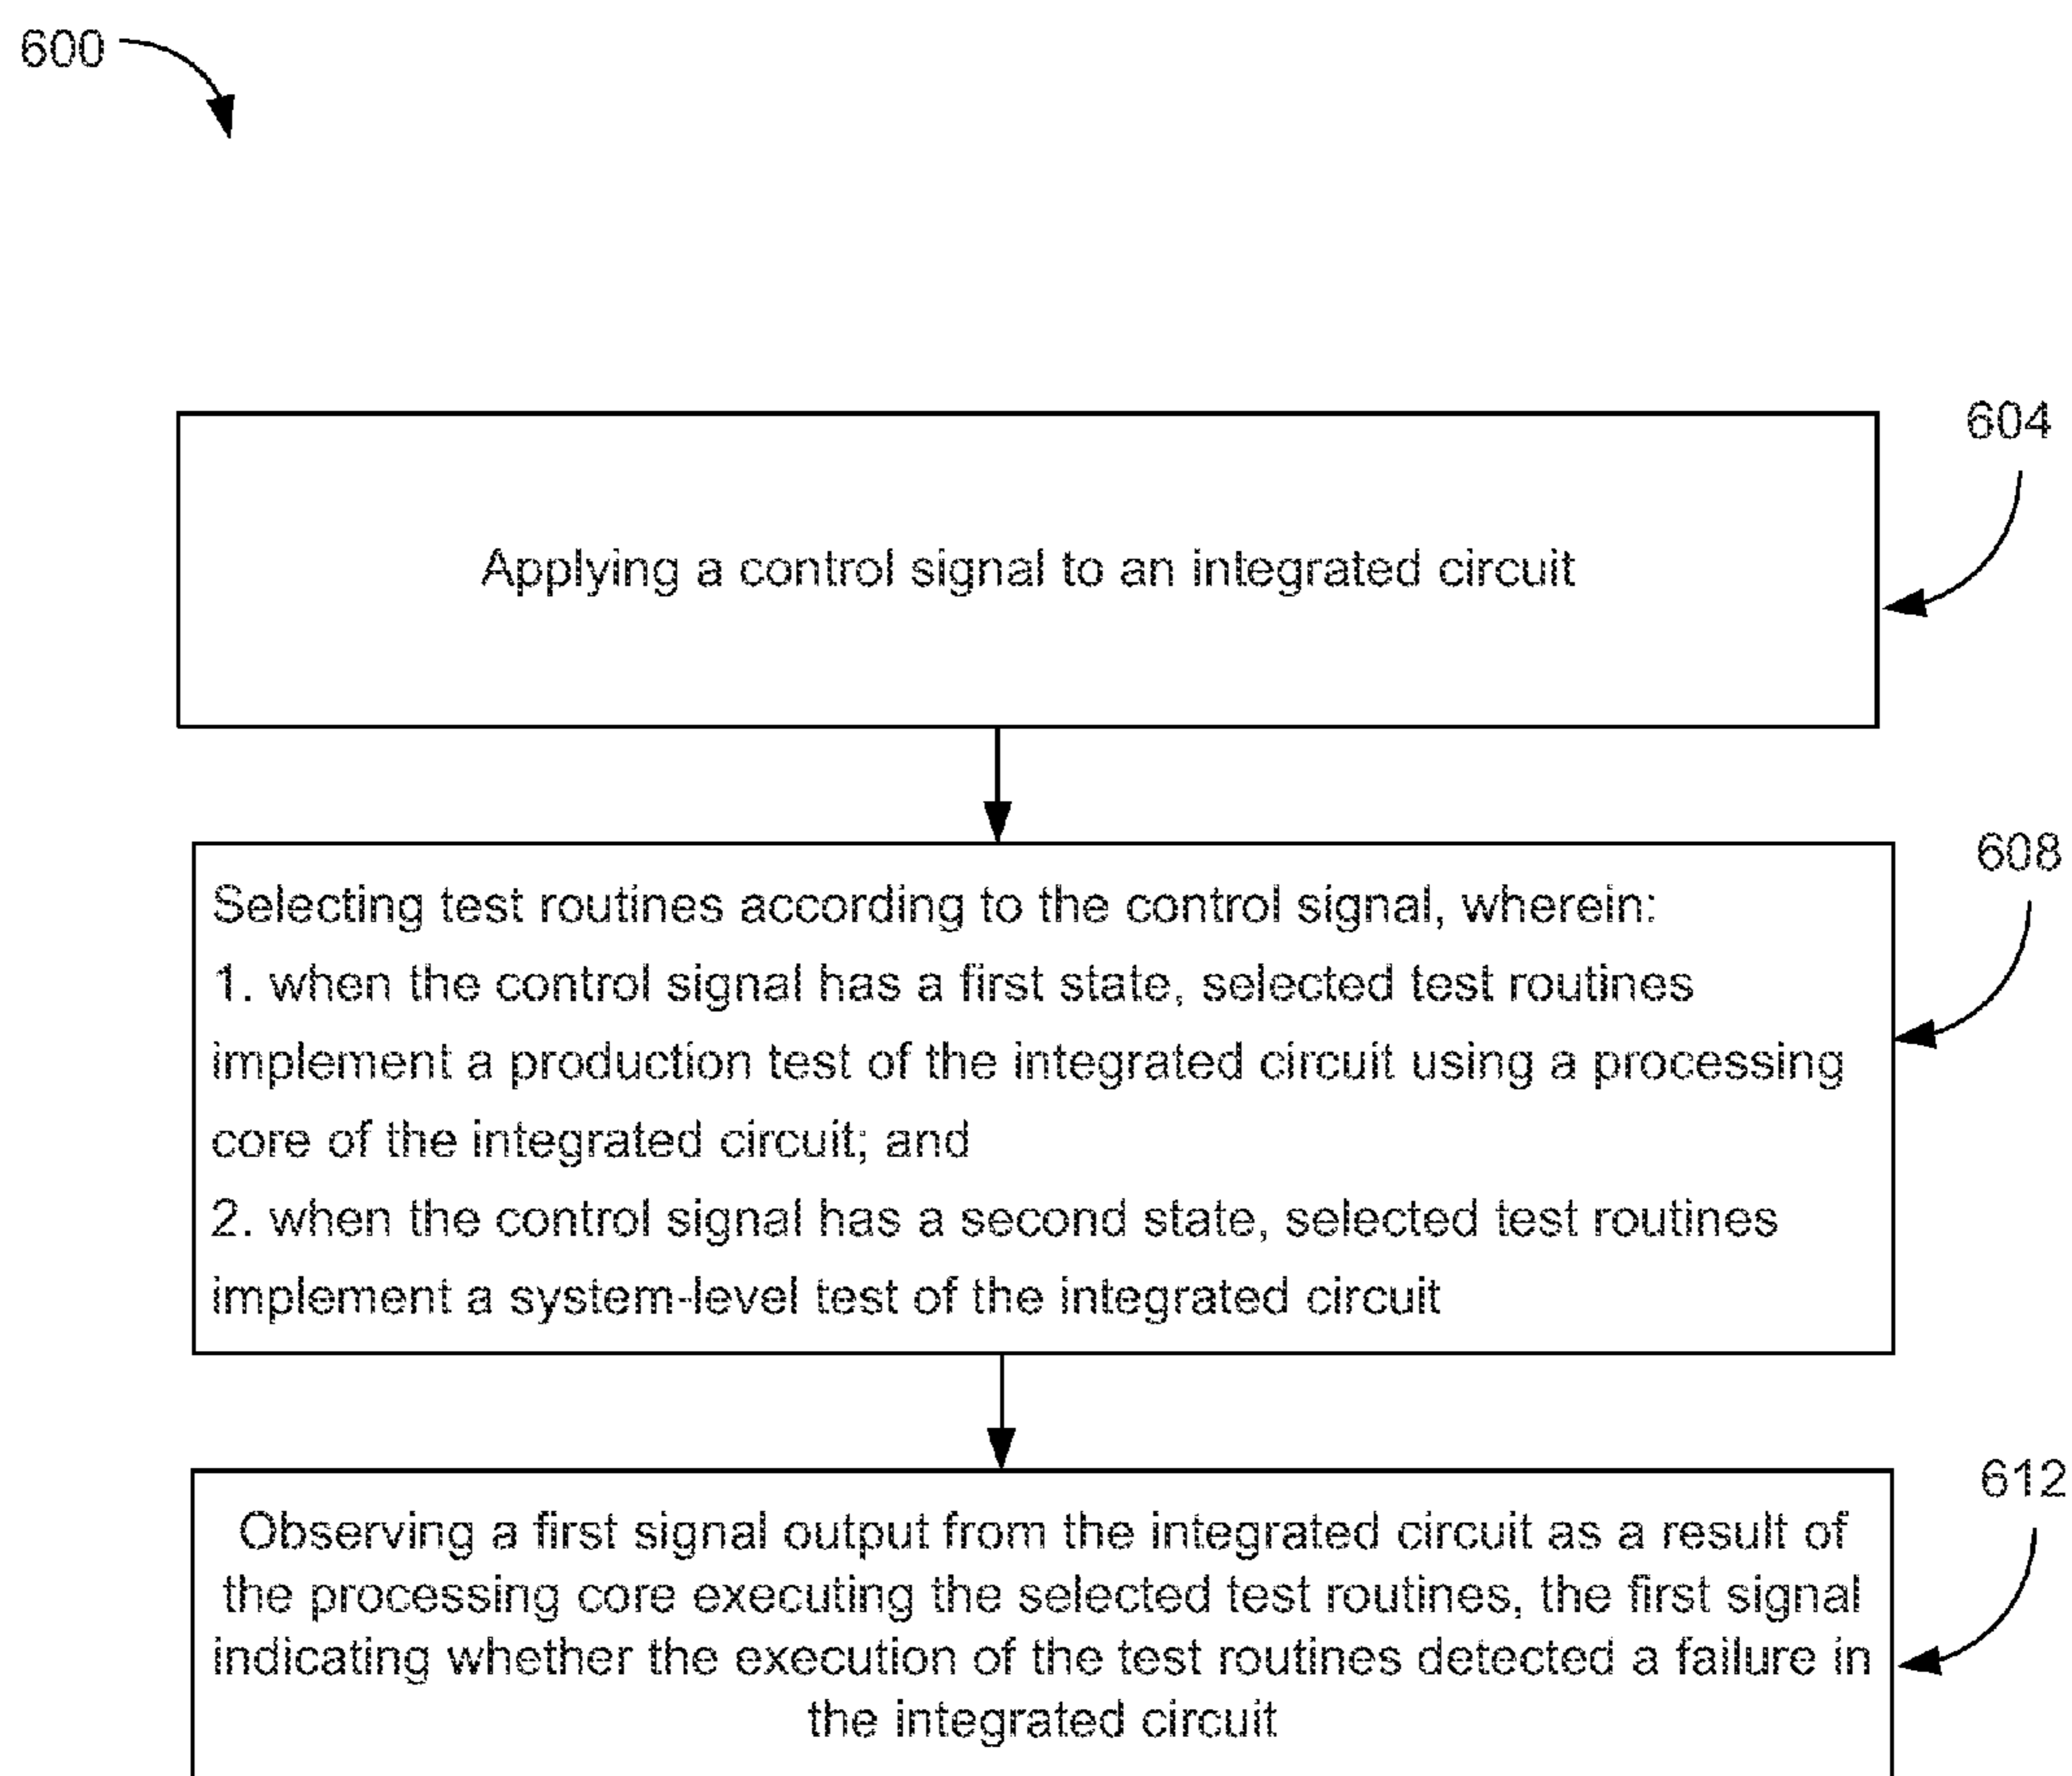 600
604
Applying a control signal to an integrated circuit
608
Selecting test routines according to the control signal, wherein:
1. when the control signal has a first state, selected test routines
implement a production test of the integrated circuit using a processing
core of the integrated circuit; and
2. when the control signal has a second state, selected test routines
implement a system-level test of the integrated circuit
612
Observing a first signal output from the integrated circuit as a result of
the processing core executing the selected test routines, the first signal
indicating whether the execution of the test routines detected a failure in
the integrated circuit